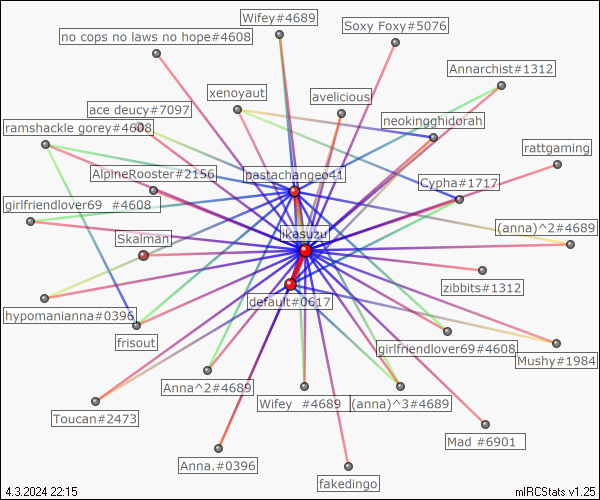 Wifey#4689
Soxy Foxy#5076
no cops no laws no hope#4608
Annarchist#1312
xenoyaut
avelicious
ace deucy#7097
neokingghidorah
ramshackle gorey#4608
rattgaming
AlpineRooster#2156
pastachangeo41
Cypha#1717
girlfriendlover69 #4608
(anna)^2#4689
ikasuzu
Skalman
zibbits#1312
default#0617
hypomanianna#0396
frisout
girlfriendlover69#4608
Mushy#1984
Anna^2#4689
Wifey #4689
(anna)^3#4689
Toucan#2473
Mad #6901
Anna.#0396
fakedingo
4.3.2024 22:15
mIRCStats v1.25